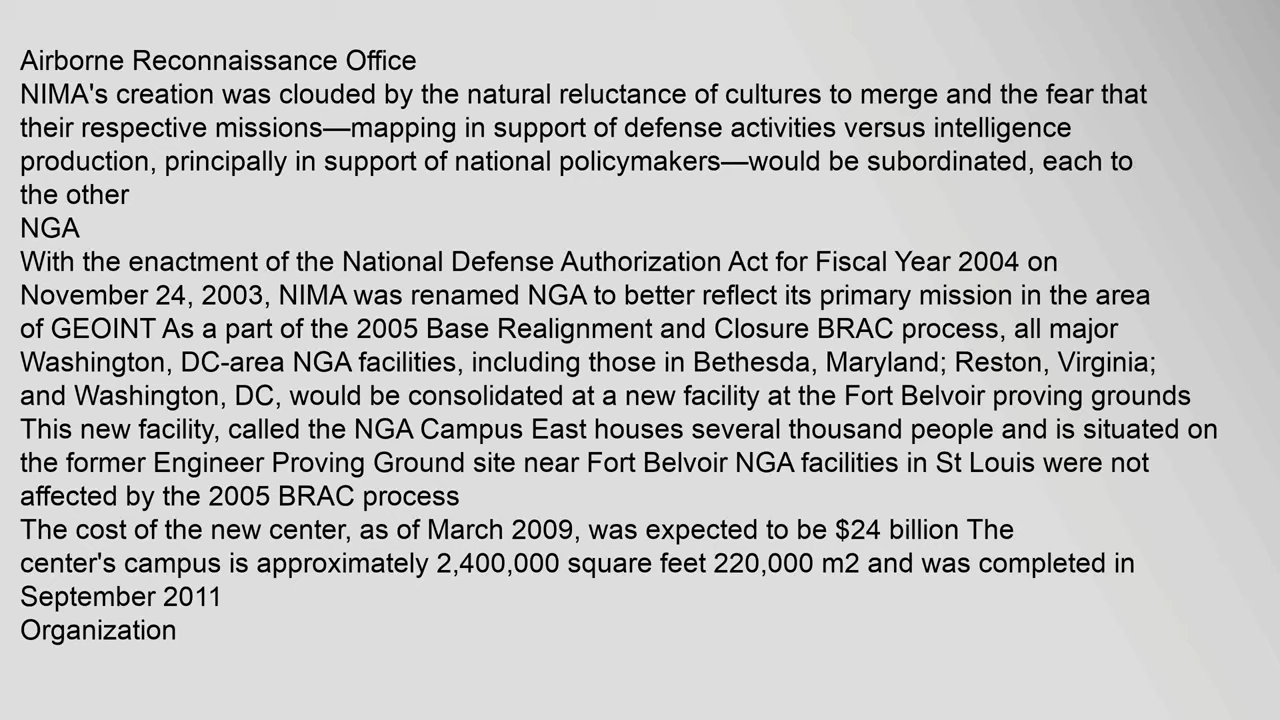 Airborne Reconnaissance Office
NIMA's creation was clouded by the natural reluctance of cultures to merge and the fear that
their respective missions—mapping in support of defense activities versus intelligence
production, principally in support of national policymakers—would be subordinated, each to
the other
NGA
With the enactment of the National Defense Authorization Act for Fiscal Year 2004 on
November 24, 2003, NIMA was renamed NGA to better reflect its primary mission in the area
of GEOINT As a part of the 2005 Base Realignment and Closure BRAC process, all major
Washington, DC-area NGA facilities, including those in Bethesda, Maryland; Reston, Virginia;
and Washington, DC, would be consolidated at a new facility at the Fort Belvoir proving grounds
This new facility, called the NGA Campus East houses several thousand people and is situated on
the former Engineer Proving Ground site near Fort Belvoir NGA facilities in St Louis were not
affected by the 2005 BRAC process
The cost of the new center, as of March 2009, was expected to be $24 billion The
center's campus is approximately 2,400,000 square feet 220,000 m2 and was completed in
September 2011
Organization